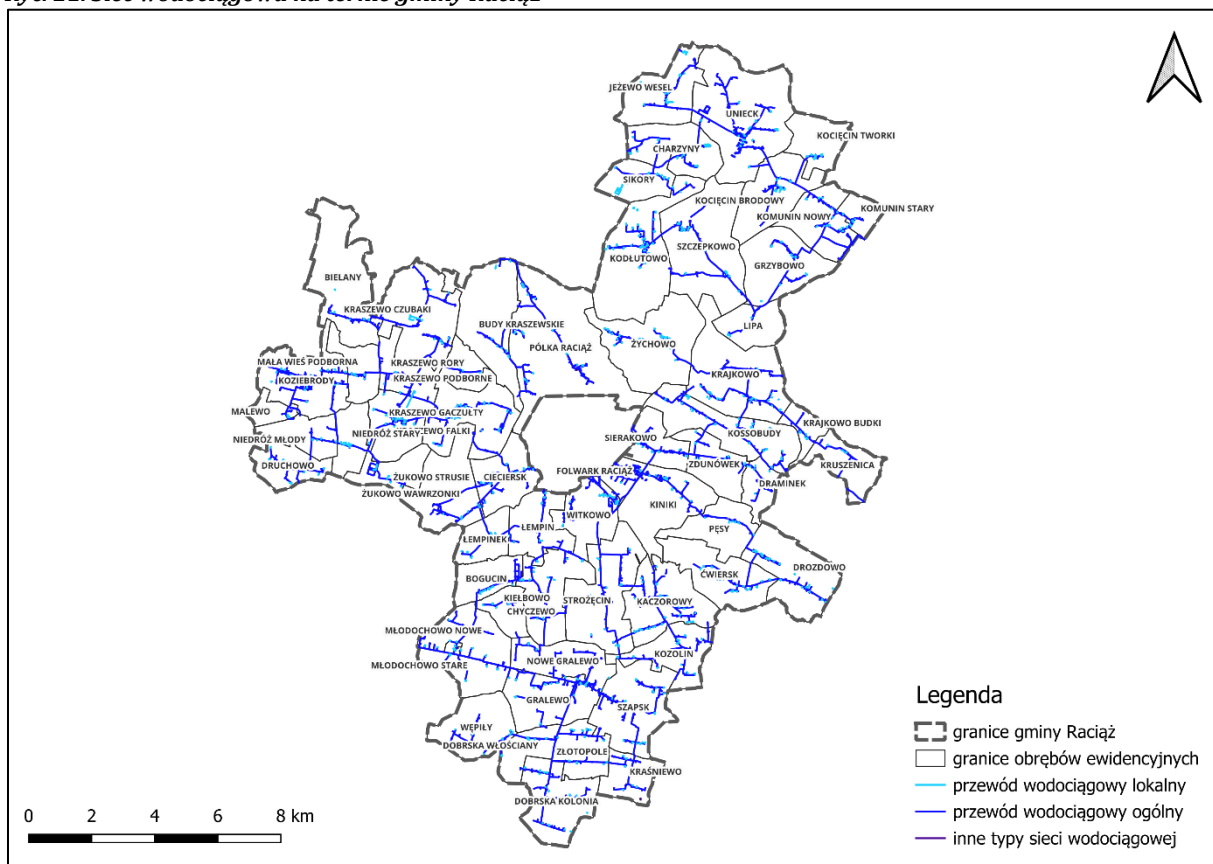 JEŻEWO WESEL
UNIECK
KOCIĘCIN TWORKI
CHARZYNY
SIKORY
KOCIĘCIN BRODOWY
KOMUNIN STARY
KOMUNIN NOWY
SZCZEPKOWO
KODŁUTOWO
GRZYBOWO
BIELANY
KRASZEWO CZUBAKI
LIPA
BUDY KRASZEWSKIE
PÓLKA RACIĄŻ
ŻYCHOWO
MAŁA WIEŚ PODBORNA
KRASZEWO RORY
KRAJKOWO
KOZIEBRODY
KRASZEWO PODBORNE
MALEWO
KRASZEWO GACZUŁTY
KRAJKOWO BUDKI
NIEDRÓŻ MŁODY
NIEDRÓŻ STARY
ZEWO FALKI
SIERAKOWO
KOSSOBUDY
DRUCHOWO
ŻUKOWO STRUSIE
CIECIERSK
FOLWARK RACIĄŻ
ZDUNÓWEK
KRUSZENICA
ŻUKOWO WAWRZONKI
DRAMINEK
WITKOWO
KINIKI
ŁEMPIN
PĘSY
ŁEMPINEK
BOGUCIN
ĆWIERSK
DROZDOWO
KIEŁBOWO
STROŻĘCIN
KACZOROWY
CHYCZEWO
MŁODOCHOWO NOWE
KOZOLIN
MŁODOCHOWO STARE
NOWE GRALEWO
GRALEWO
SZAPSK
WĘPIŁY
DOBRSKA WŁOŚCIANY
ZŁOTOPOLE
KRAŚNIEWO
DOBRSKA KOLONIA
Legenda
granice gminy Raciąż
granice obrębów ewidencyjnych
przewód wodociągowy lokalny
przewód wodociągowy ogólny
inne typy sieci wodociągowej
0 2 4 6 8 km